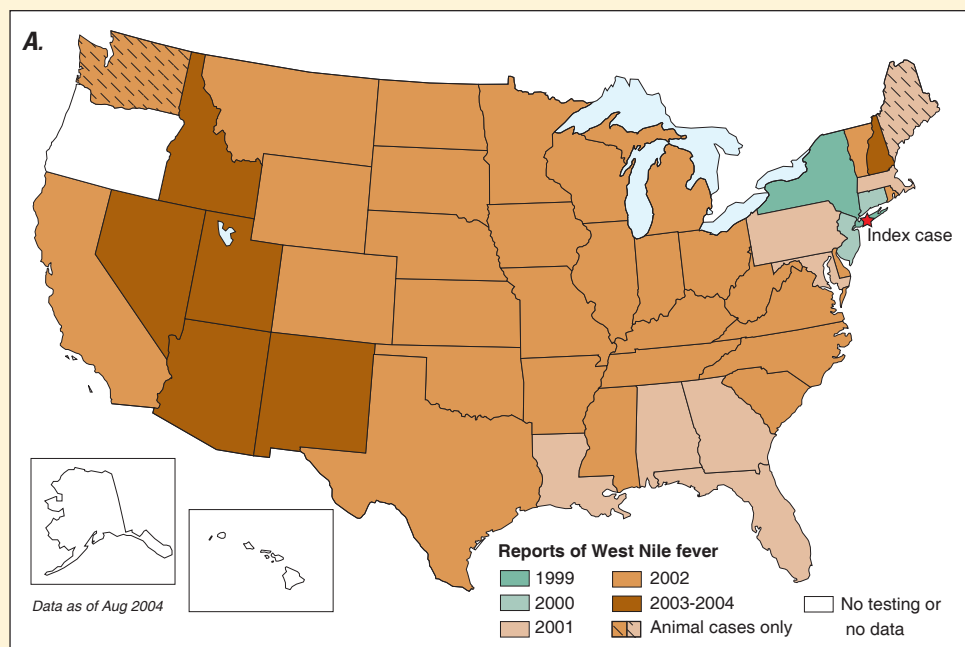 A.
Index case
Reports of West Nile fever
1999
2000
2001
2002
2003-2004
Animal cases only
No testing or
no data
Data as of Aug 2004